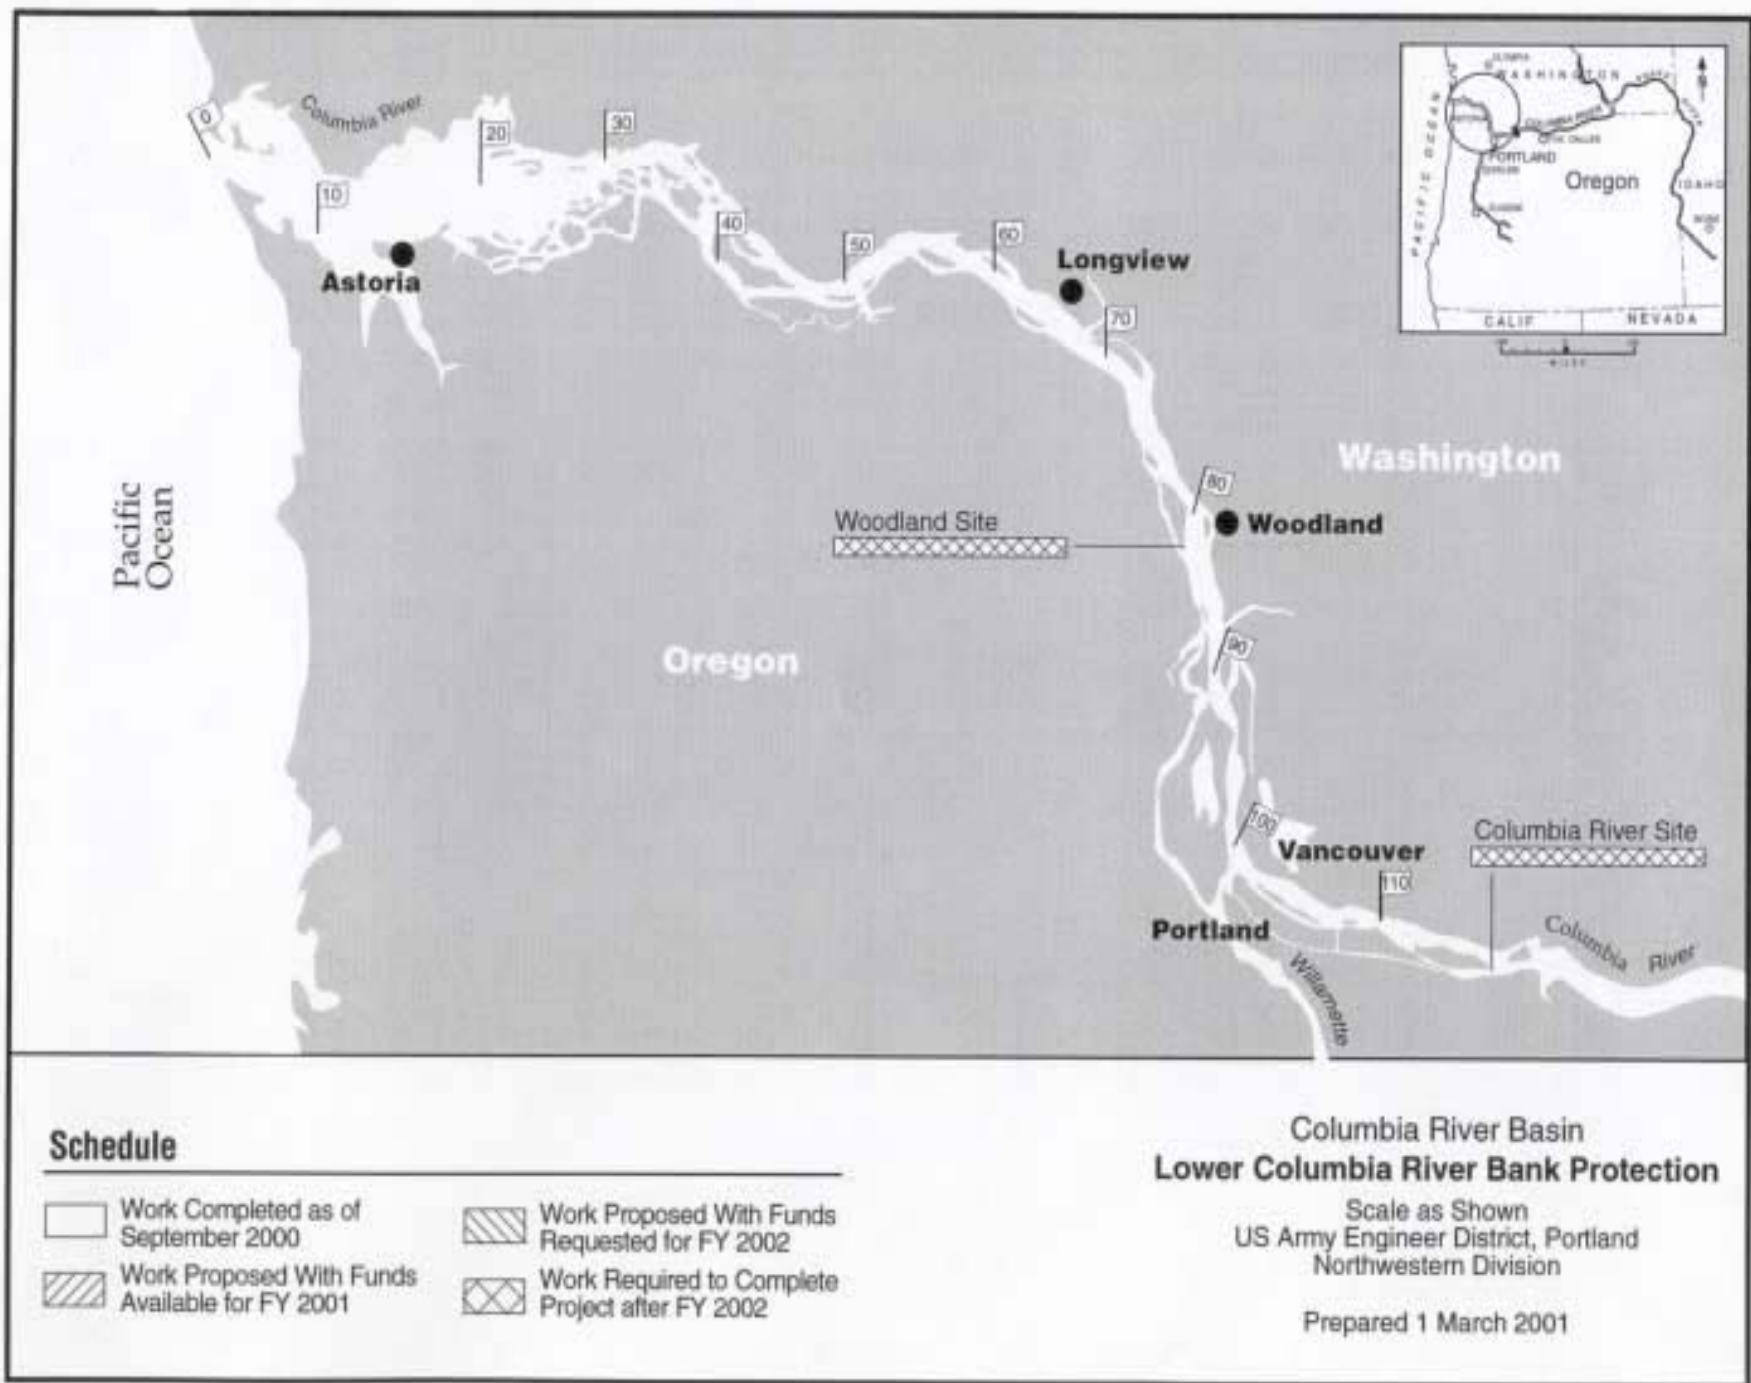 0
Columbia River
20
30
10
40
50
60
Astoria
Longview
70
Pacific
Ocean
Washington
80
Woodland Site
Woodland
Oregon
90
100
Vancouver
110
Columbia River Site
Portland
Willamette
Columbia River
OLYMPIA
WASHINGTON
PACIFIC OCEAN
COLUMBIA RIVER
PORTLAND
Oregon
IDAHO
CALIF
NEVADA
Schedule
Work Completed as of
September 2000
Work Proposed With Funds
Available for FY 2001
Work Proposed With Funds
Requested for FY 2002
Work Required to Complete
Project after FY 2002
Columbia River Basin
Lower Columbia River Bank Protection
Scale as Shown
US Army Engineer District, Portland
Northwestern Division
Prepared 1 March 2001